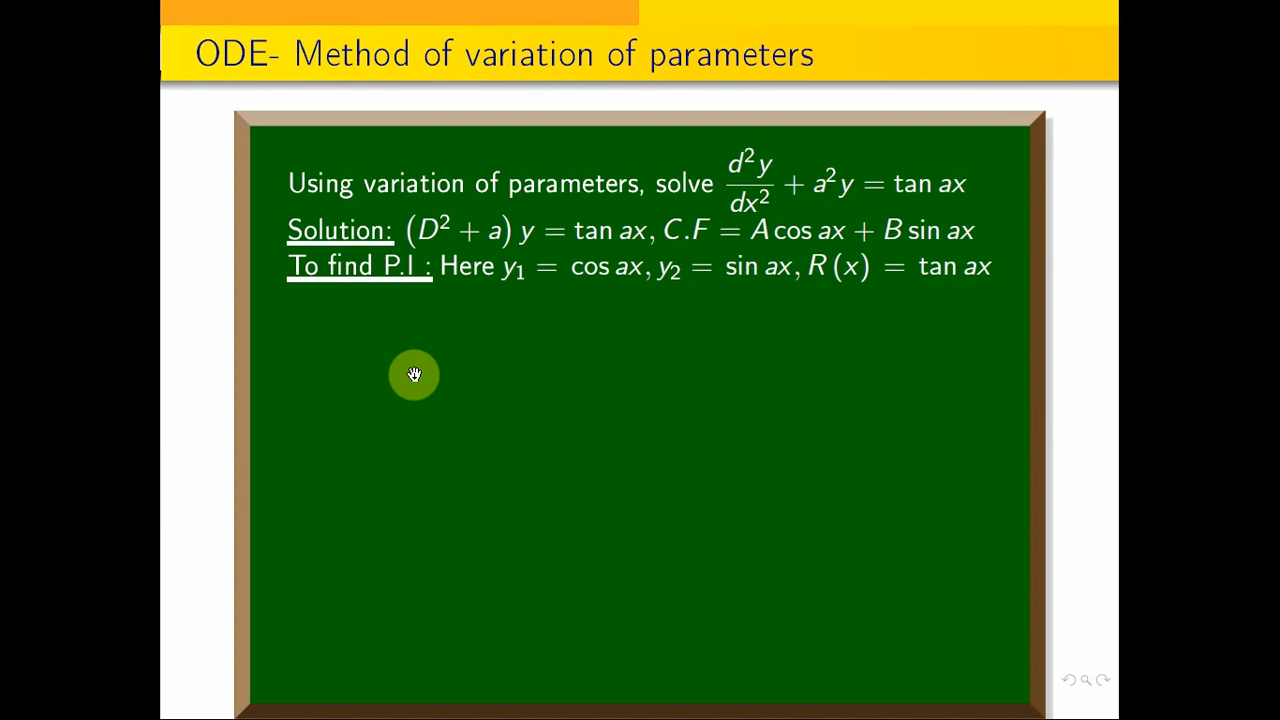 ODE- Method of variation of parameters
Using variation of parameters, solve d²y/dx² + a²y = tan ax
Solution: (D² + a) y = tan ax, C.F = A cos ax + B sin ax
To find P.I : Here y₁ = cos ax, y₂ = sin ax, R (x) = tan ax